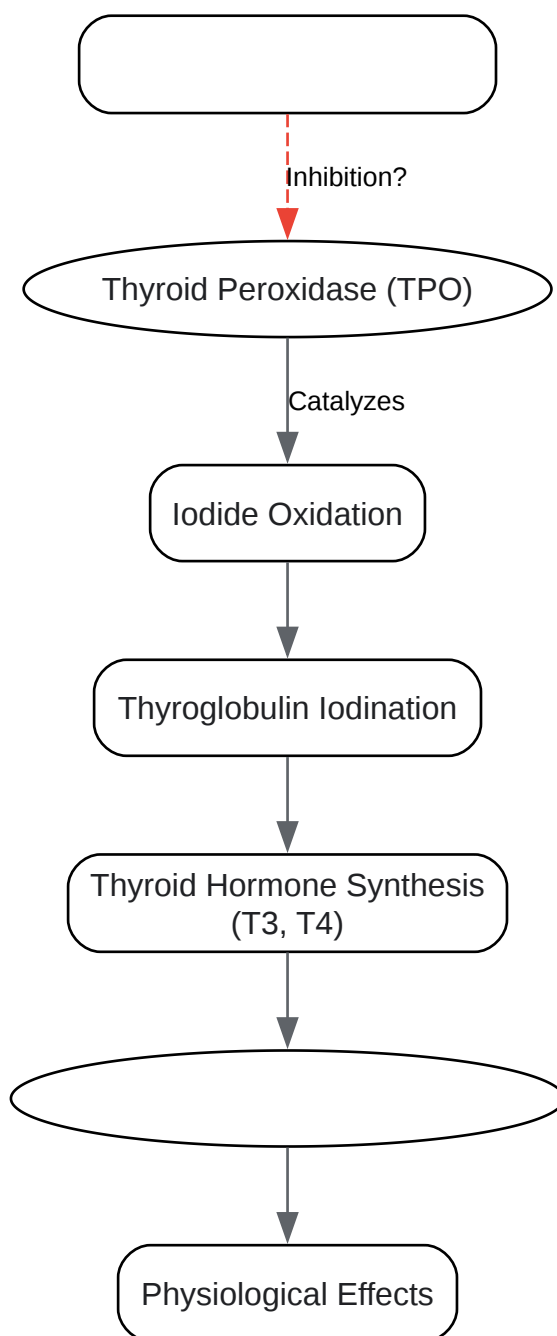 Inhibition?
Thyroid Peroxidase (TPO)
Catalyzes
Iodide Oxidation
Thyroglobulin Iodination
Thyroid Hormone Synthesis
(T3, T4)
Physiological Effects